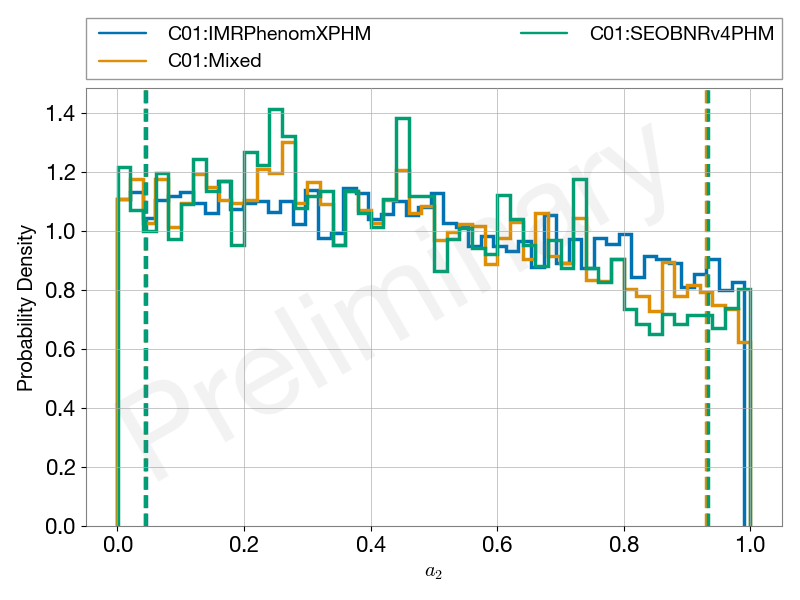 C01:IMRPhenomXPHM
C01:Mixed
C01:SEOBNRv4PHM
Preliminary
Probability Density
1.4
1.2
1.0
0.8
0.6
0.4
0.2
0.0
0.0 0.2 0.4 0.6 0.8 1.0
a₂